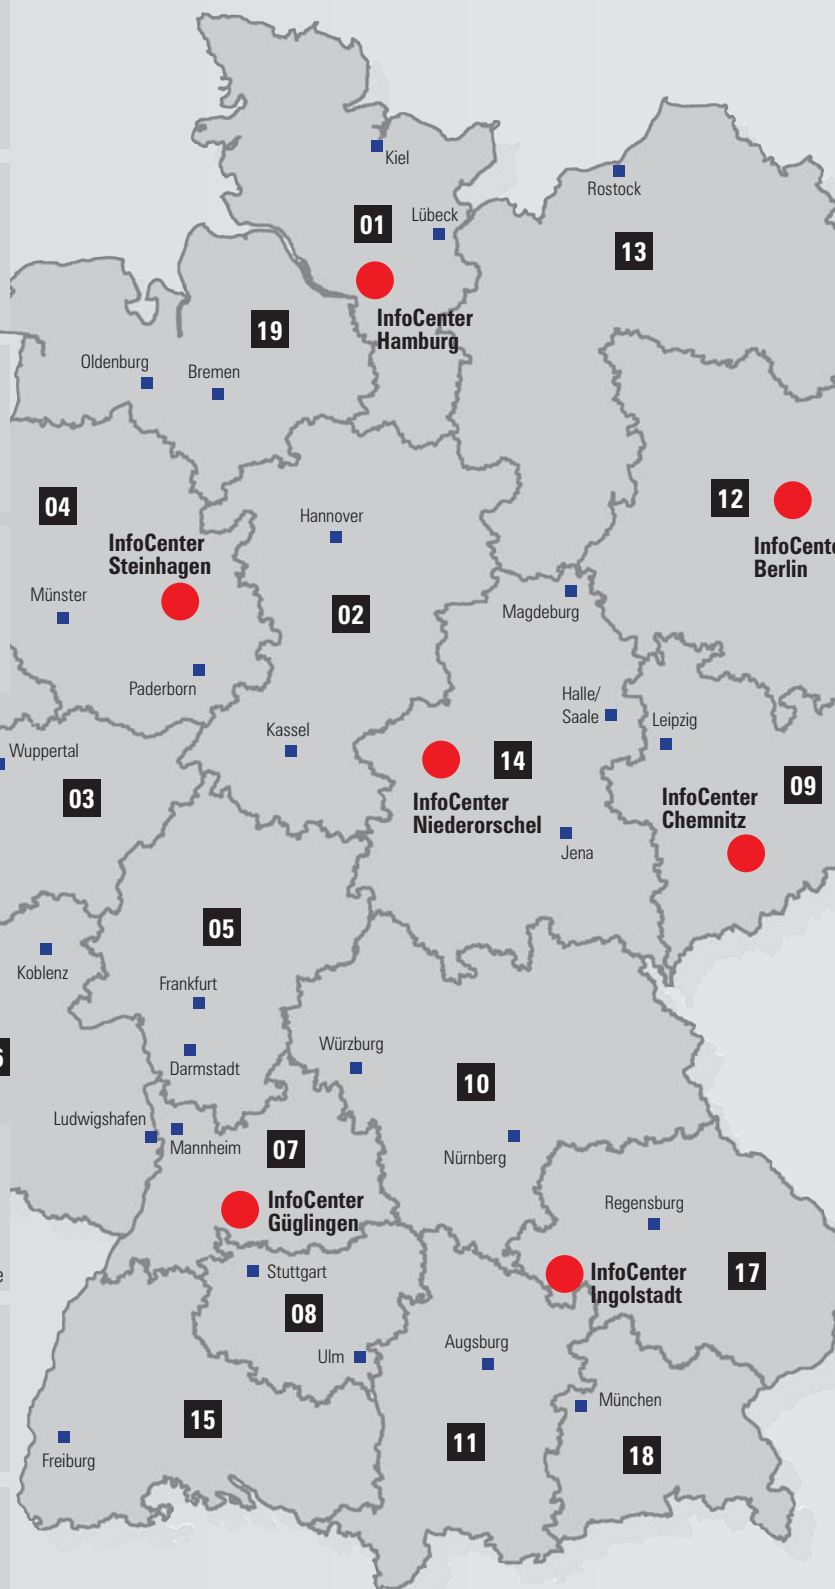 Kiel
Rostock
01
Lübeck
13
InfoCenter
Hamburg
19
Oldenburg
Bremen
04
12
Hannover
InfoCenter
Steinhagen
InfoCente
Berlin
Münster
02
Magdeburg
Paderborn
Halle/
Saale
Leipzig
Kassel
Wuppertal
14
03
09
InfoCenter
Niederorschel
InfoCenter
Chemnitz
Jena
05
Koblenz
Frankfurt
Würzburg
6
Darmstadt
10
Ludwigshafen
Mannheim
07
Nürnberg
InfoCenter
Güglingen
Regensburg
e
Stuttgart
InfoCenter
Ingolstadt
17
08
Ulm
Augsburg
München
15
11
18
Freiburg